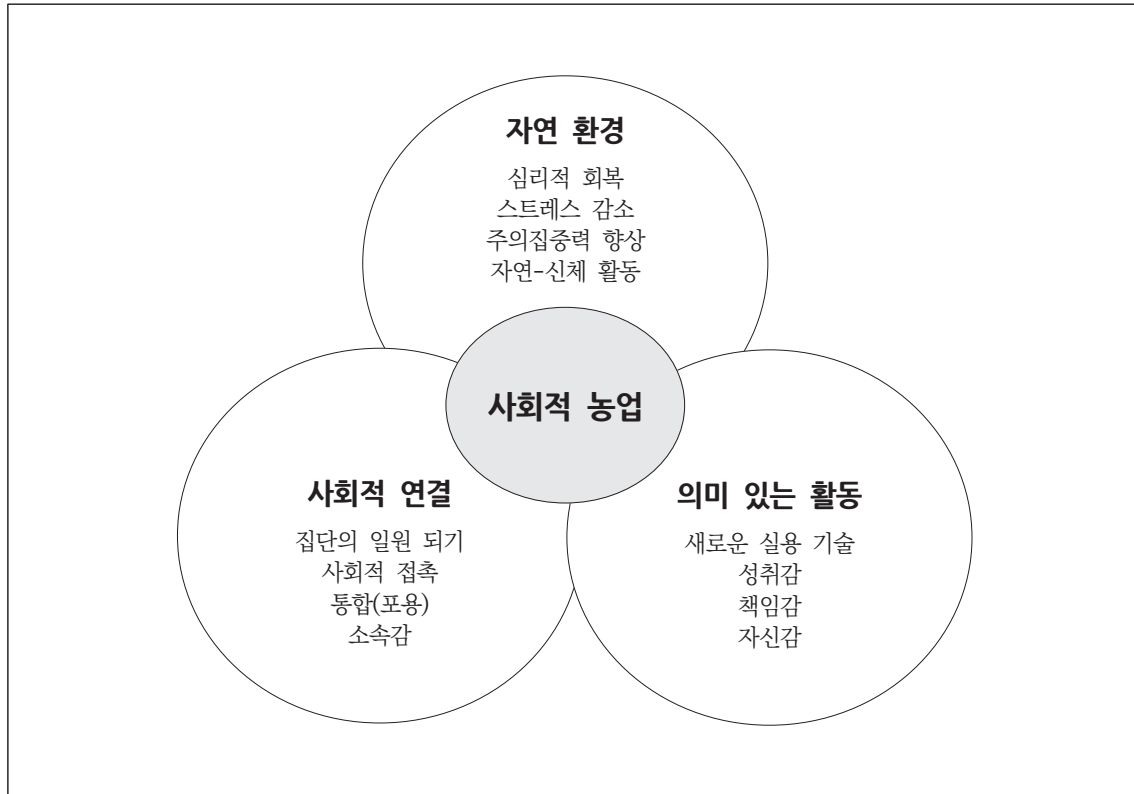 자연 환경
심리적 회복
스트레스 감소
주의집중력 향상
자연-신체 활동
사회적 농업
사회적 연결
집단의 일원 되기
사회적 접촉
통합(포용)
소속감
의미 있는 활동
새로운 실용 기술
성취감
책임감
자신감